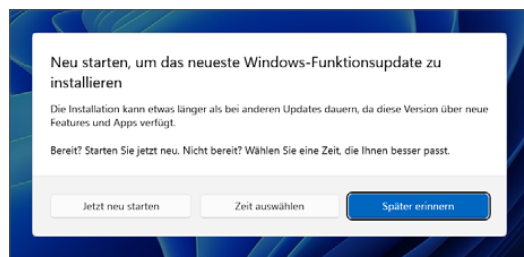 Neu starten, um das neueste Windows-Funktionsupdate zu
installieren
Die Installation kann etwas länger als bei anderen Updates dauern, da diese Version über neue
Features und Apps verfügt.
Bereit? Starten Sie jetzt neu. Nicht bereit? Wählen Sie eine Zeit, die Ihnen besser passt.
Jetzt neu starten
Zeit auswählen
Später erinnern